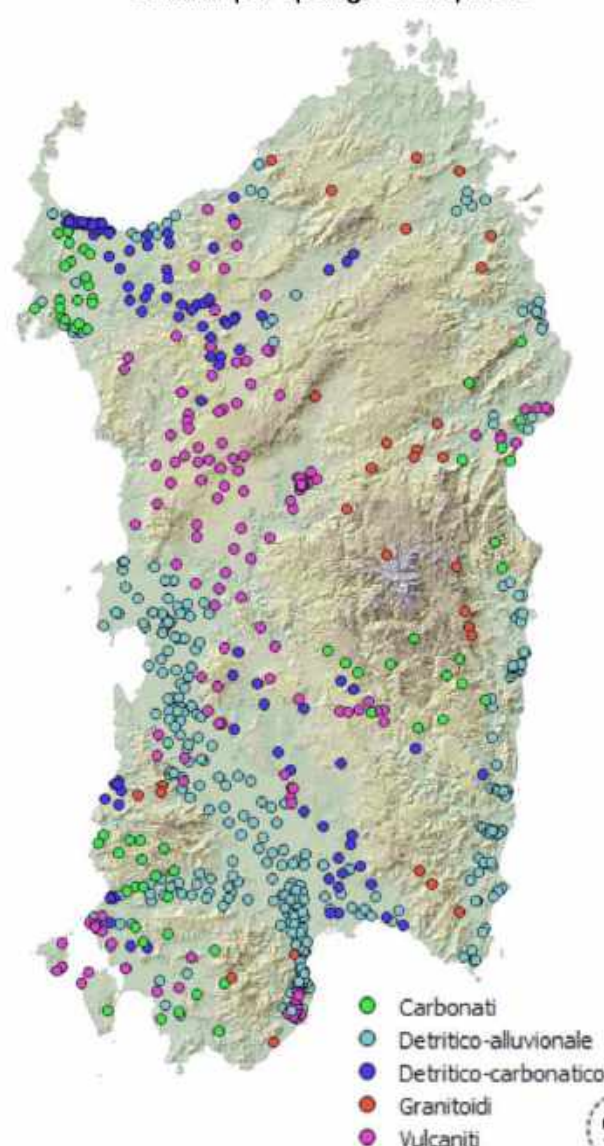 Carbonati
Detritico-alluvionale
Detritico-carbonatico
Granitoidi
Vulcaniti